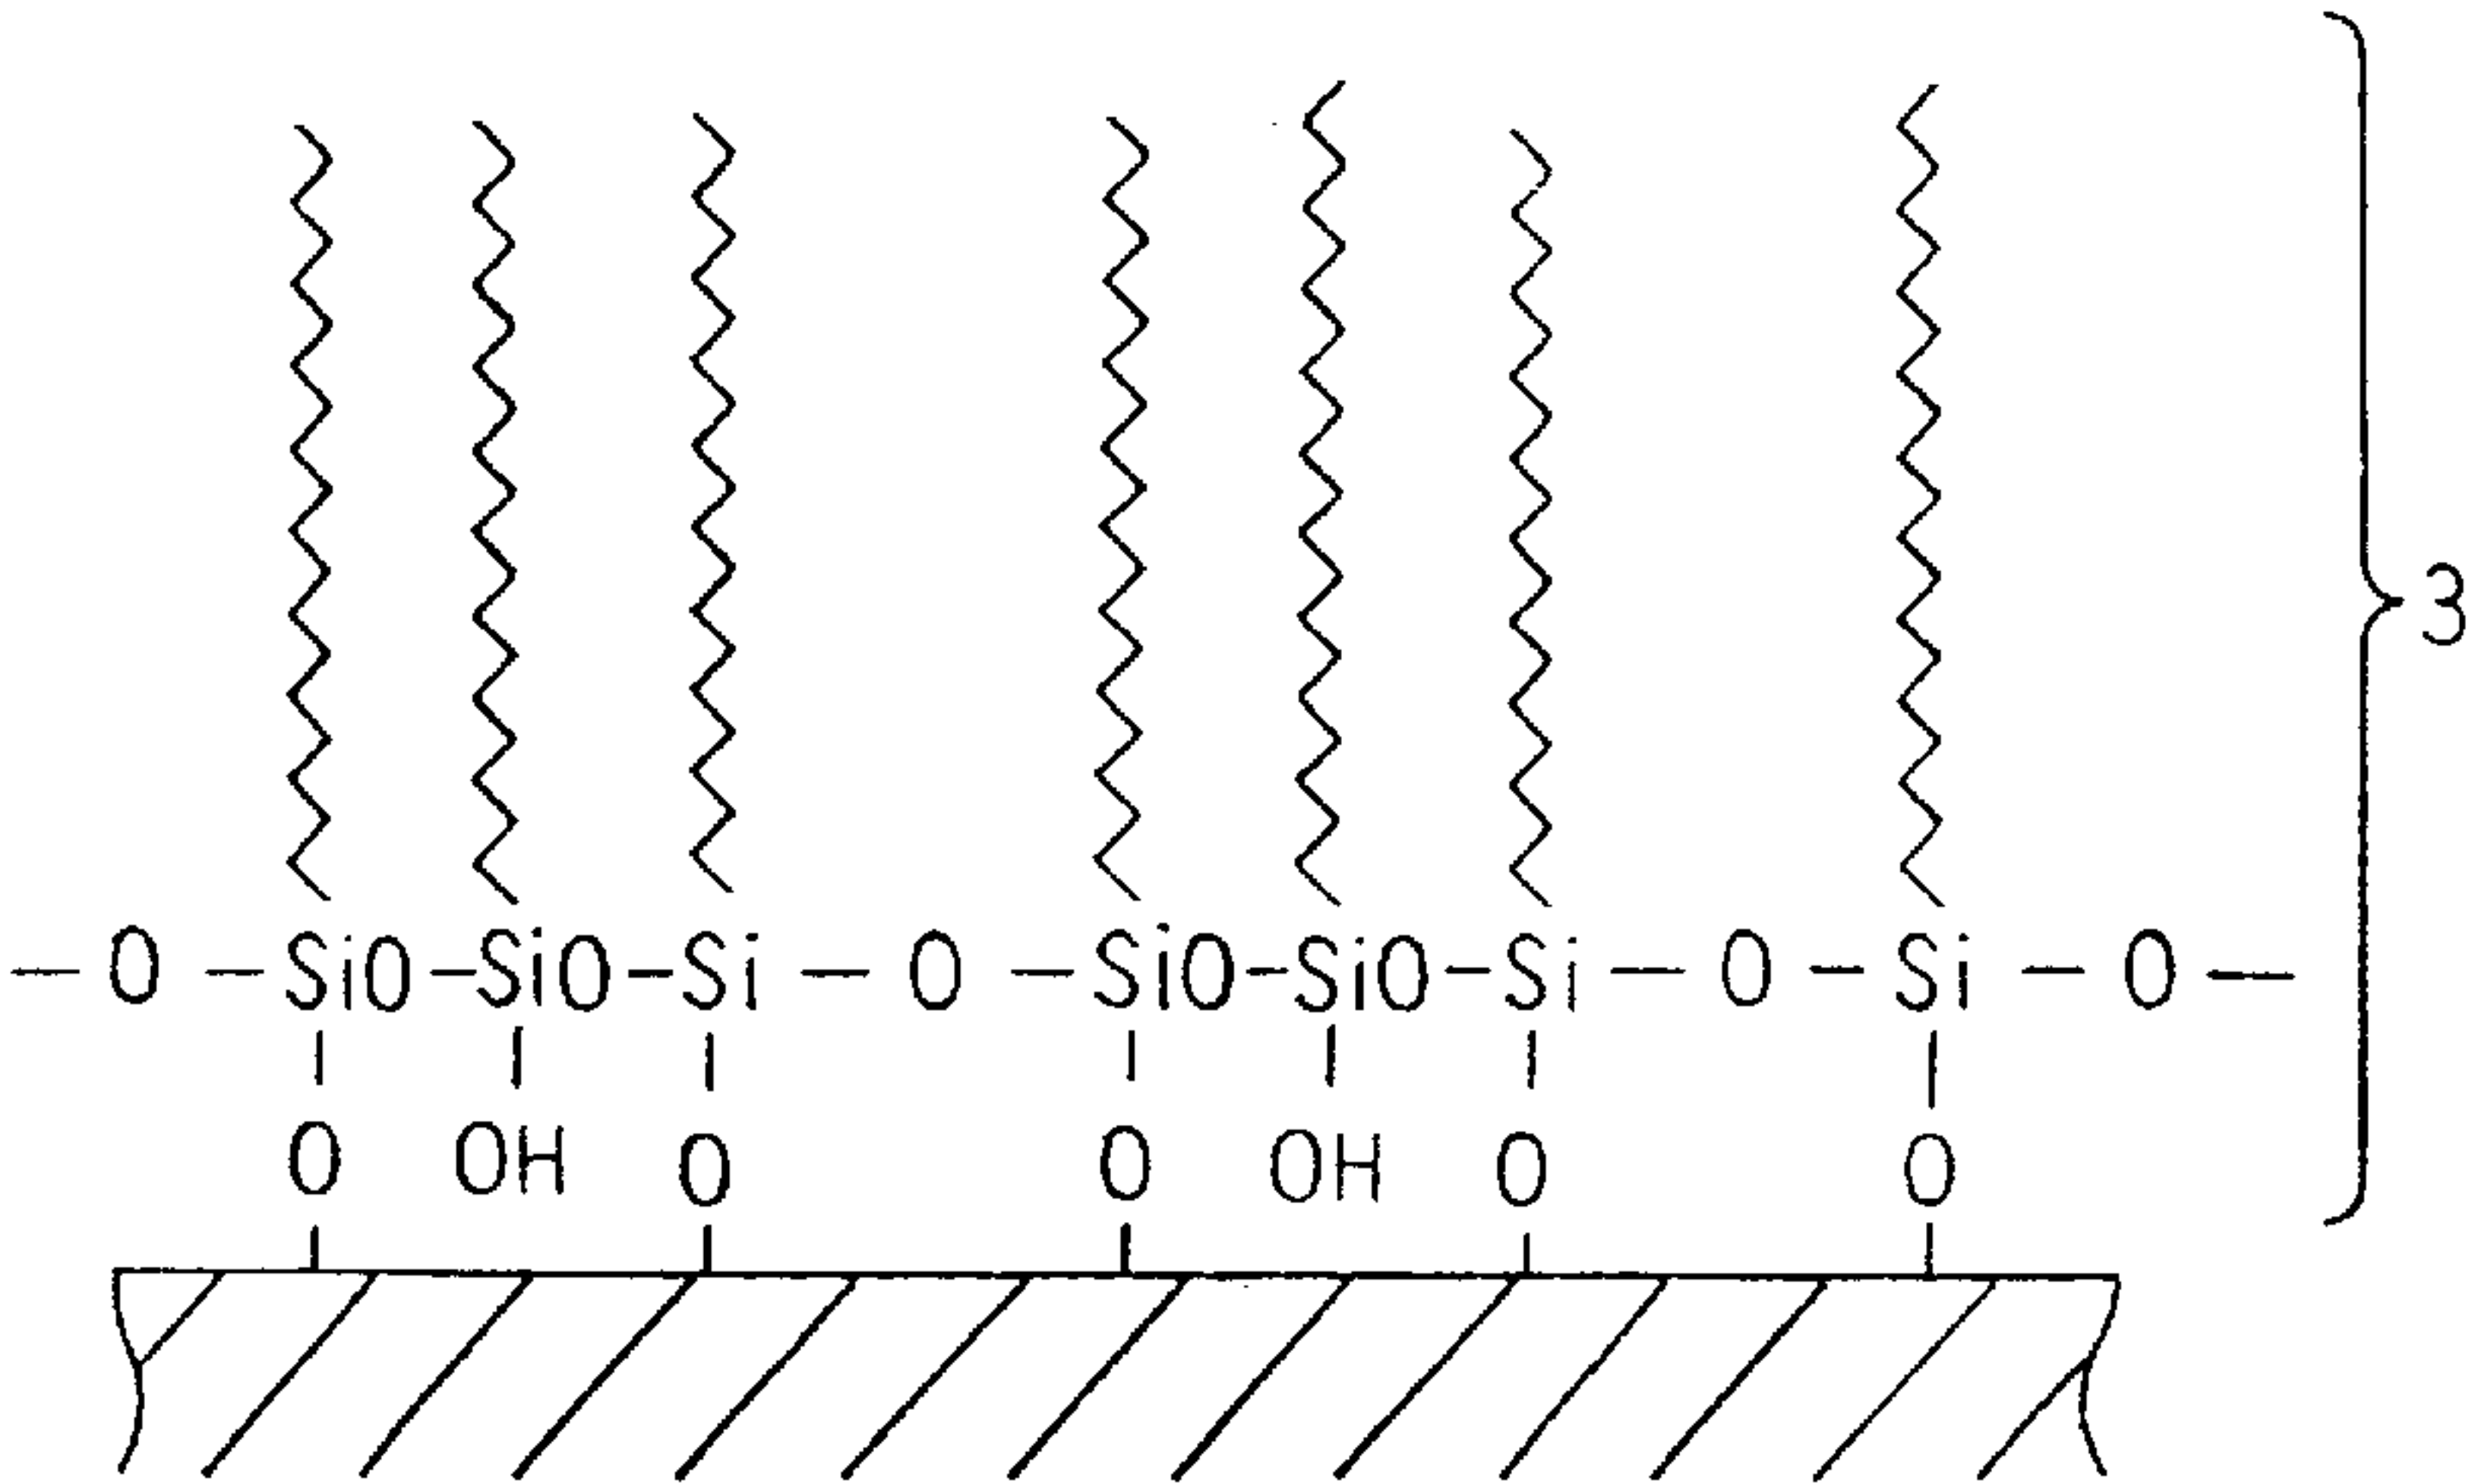 3
— O — SiO — SiO — Si — O — SiO — SiO — Si — O — Si — O —
O OH O O OH O O